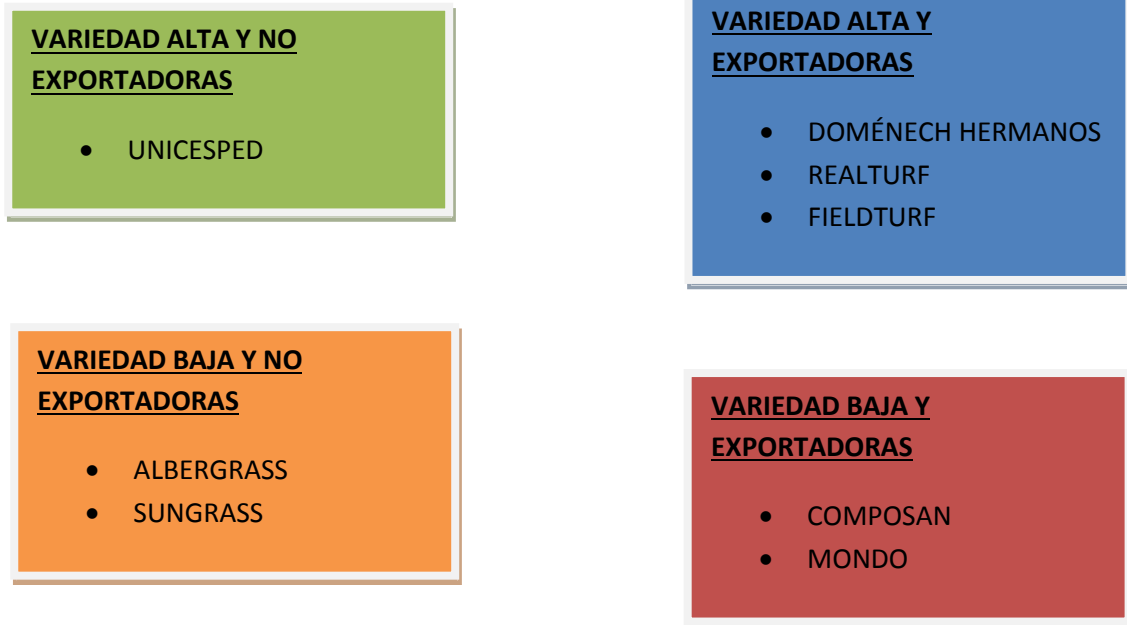 VARIEDAD ALTA Y NO
EXPORTADORAS
• UNICESPED
VARIEDAD ALTA Y
EXPORTADORAS
• DOMÉNECH HERMANOS
• REALTURF
• FIELDTURF
VARIEDAD BAJA Y NO
EXPORTADORAS
• ALBERGRASS
• SUNGRASS
VARIEDAD BAJA Y
EXPORTADORAS
• COMPOSAN
• MONDO